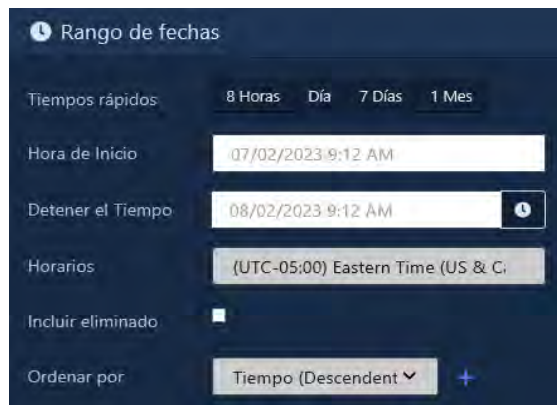 Rango de fechas
Tiempos rápidos 8 Horas Día 7 Días 1 Mes
Hora de Inicio 07/02/2023 9:12 AM
Detener el Tiempo 08/02/2023 9:12 AM
Horarios (UTC-05:00) Eastern Time (US & C
Incluir eliminado
Ordenar por Tiempo (Descendent +